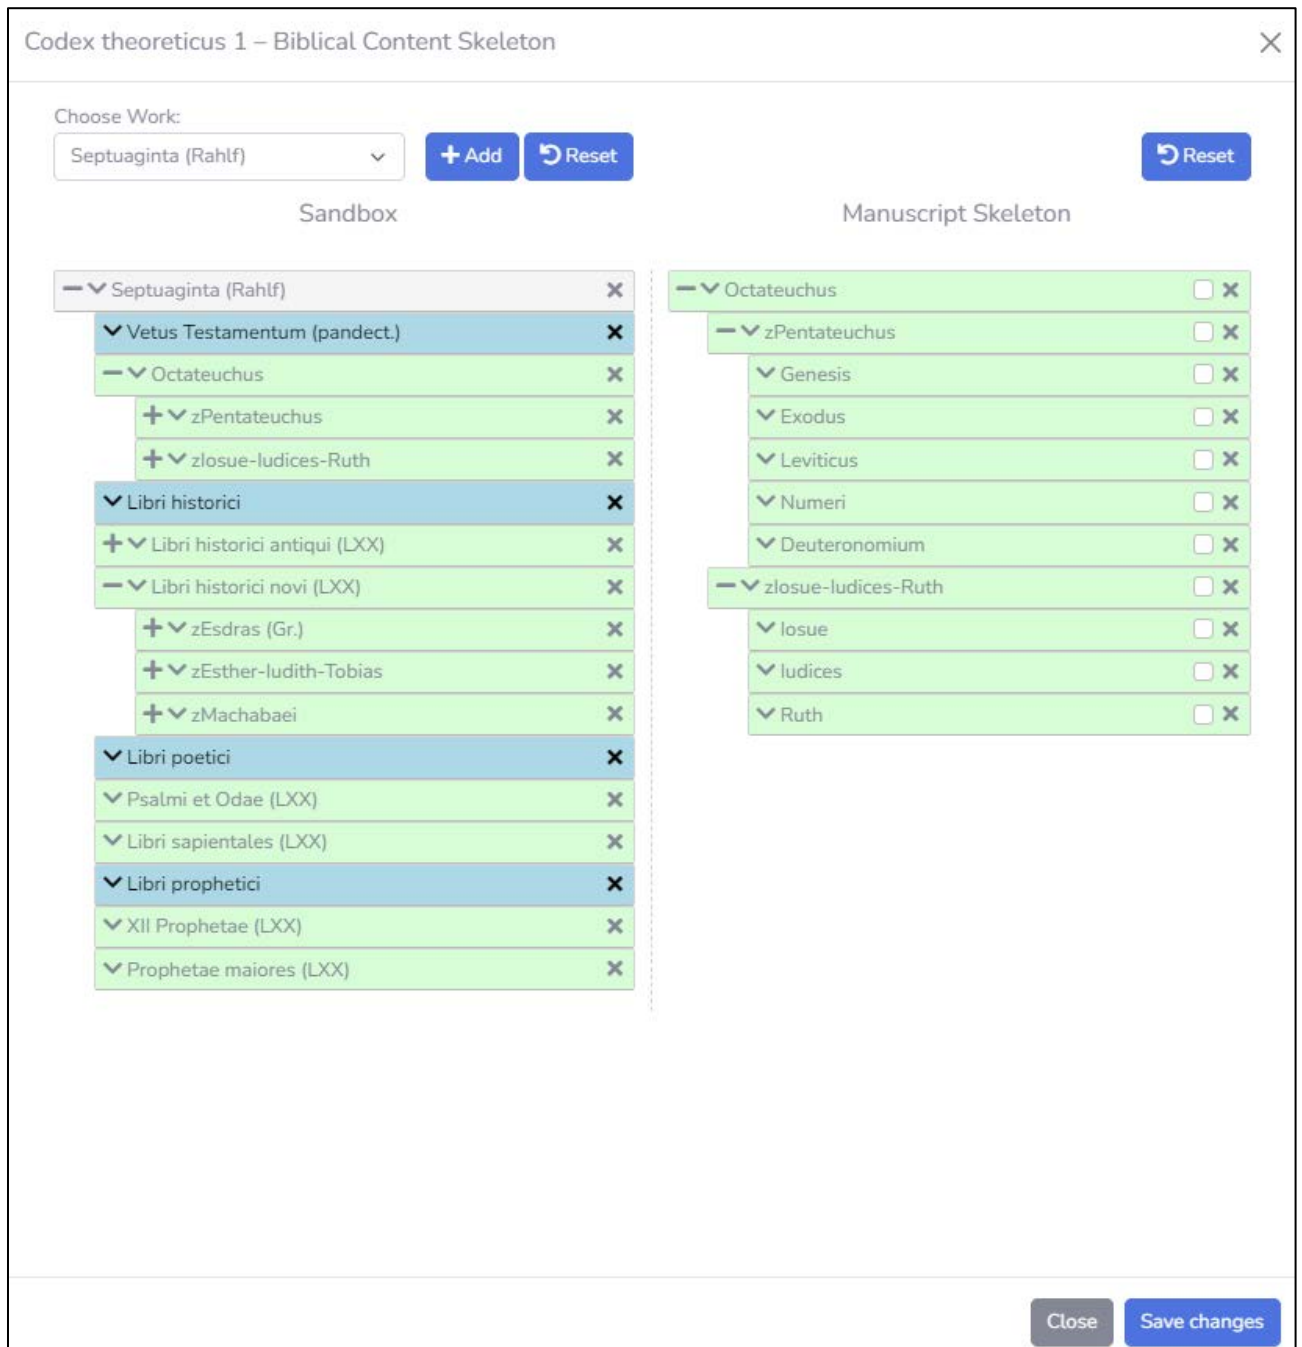 Codex theoreticus 1 – Biblical Content Skeleton
Choose Work:
Septuaginta (Rahlf)
Add
Reset
Reset
Sandbox
Septuaginta (Rahlf)
Vetus Testamentum (pandect.)
Octateuchus
zPentateuchus
zIosue-Iudices-Ruth
Libri historici
Libri historici antiqui (LXX)
Libri historici novi (LXX)
zEsdras (Gr.)
zEsther-Iudith-Tobias
zMachabaei
Libri poetici
Psalmi et Odae (LXX)
Libri sapientales (LXX)
Libri prophetici
XII Prophetae (LXX)
Prophetae maiores (LXX)
Manuscript Skeleton
Octateuchus
zPentateuchus
Genesis
Exodus
Leviticus
Numeri
Deuteronomium
zIosue-Iudices-Ruth
Iosue
Iudices
Ruth
Close
Save changes